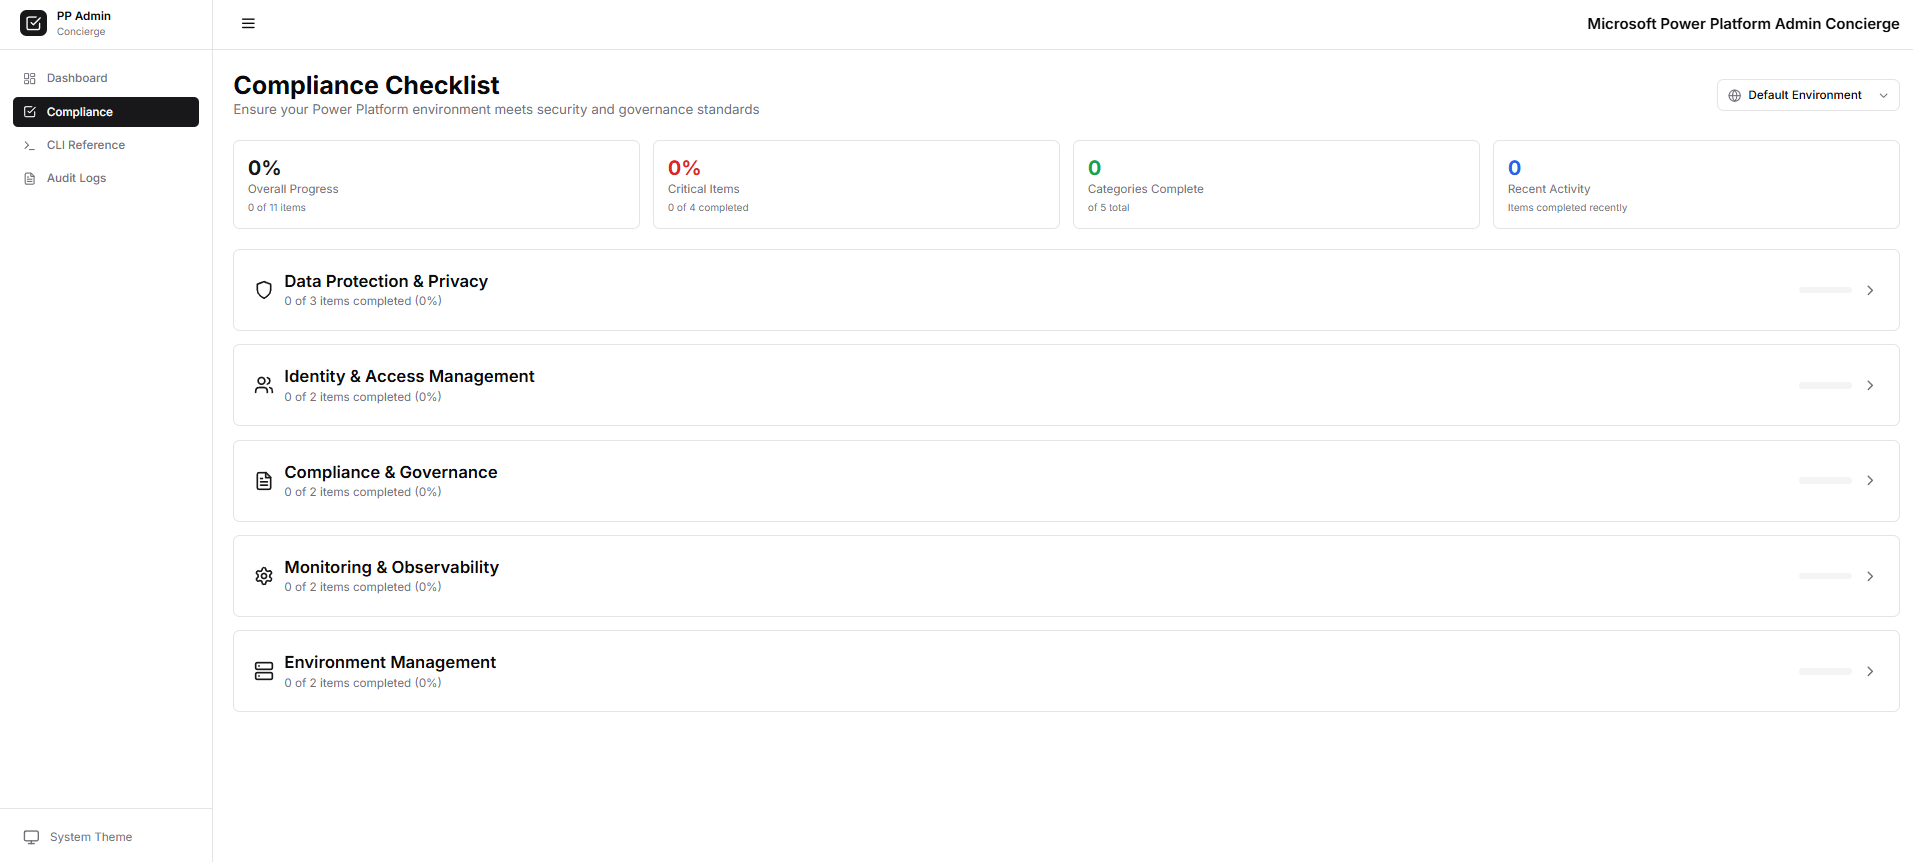 PP Admin
Concierge
Microsoft Power Platform Admin Concierge
Dashboard
Compliance
CLI Reference
Audit Logs
Compliance Checklist
Ensure your Power Platform environment meets security and governance standards
Default Environment
0%
Overall Progress
0 of 11 items
0%
Critical Items
0 of 4 completed
0
Categories Complete
of 5 total
0
Recent Activity
Items completed recently
Data Protection & Privacy
0 of 3 items completed (0%)
Identity & Access Management
0 of 2 items completed (0%)
Compliance & Governance
0 of 2 items completed (0%)
Monitoring & Observability
0 of 2 items completed (0%)
Environment Management
0 of 2 items completed (0%)
System Theme